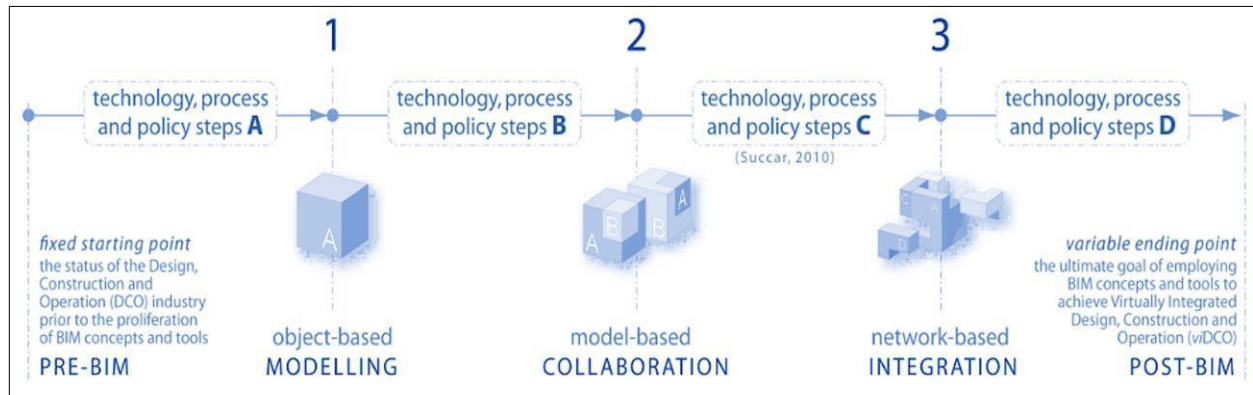 1
2
3
technology, process
and policy steps A
technology, process
and policy steps B
technology, process
and policy steps C
(Succar, 2010)
technology, process
and policy steps D
A
A
B
B
A
C
A
D
fixed starting point
the status of the Design,
Construction and
Operation (DCO) industry
prior to the proliferation
of BIM concepts and tools
PRE-BIM
object-based
MODELLING
model-based
COLLABORATION
network-based
INTEGRATION
variable ending point
the ultimate goal of employing
BIM concepts and tools to
achieve Virtually Integrated
Design, Construction and
Operation (viDCO)
POST-BIM